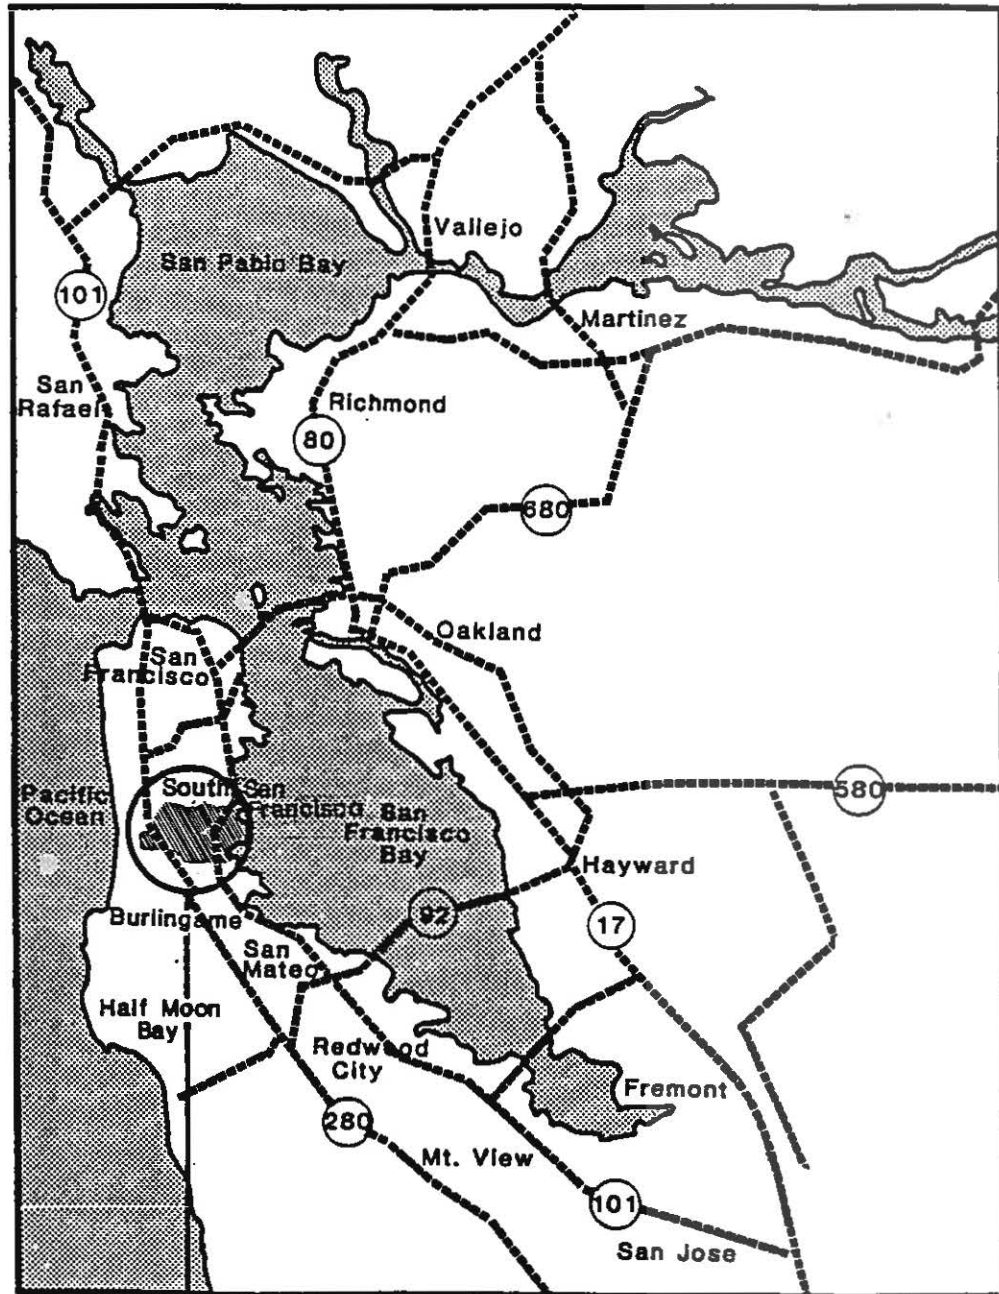 Vallejo
San Pablo Bay
101
Martinez
San
Rafael
Richmond
80
680
Oakland
San
Francisco
580
South San
Francisco
Pacific
Ocean
San
Francisco
Bay
Hayward
92
Burlingame
17
San
Mateo
Half Moon
Bay
Redwood
City
Fremont
280
Mt. View
101
San Jose